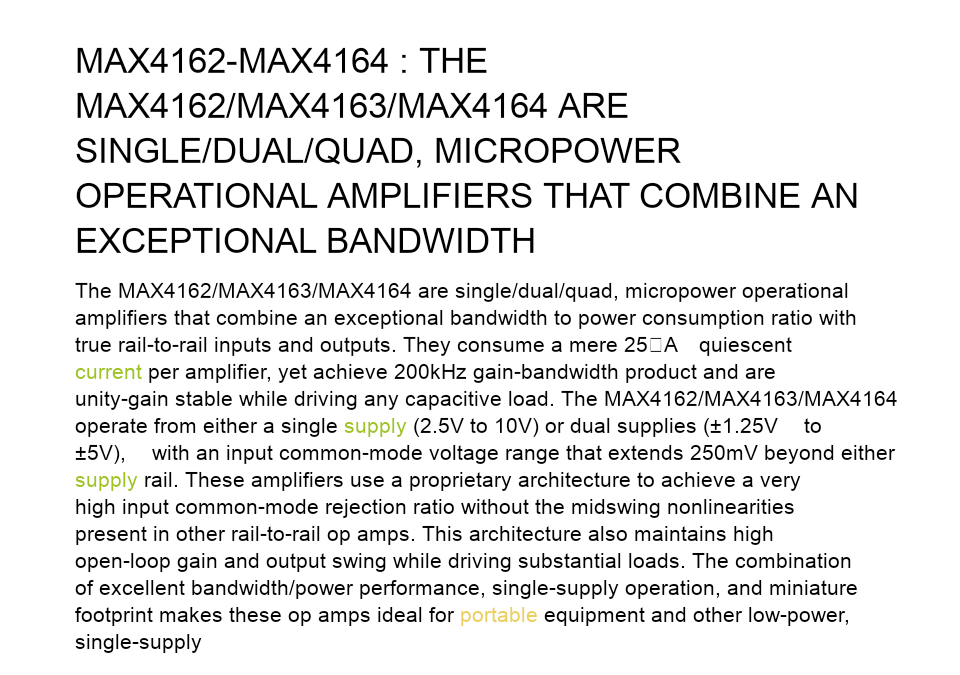 MAX4162-MAX4164 : THE
MAX4162/MAX4163/MAX4164 ARE
SINGLE/DUAL/QUAD, MICROPOWER
OPERATIONAL AMPLIFIERS THAT COMBINE AN
EXCEPTIONAL BANDWIDTH
The MAX4162/MAX4163/MAX4164 are single/dual/quad, micropower operational
amplifiers that combine an exceptional bandwidth to power consumption ratio with
true rail-to-rail inputs and outputs. They consume a mere 25□A quiescent
current per amplifier, yet achieve 200kHz gain-bandwidth product and are
unity-gain stable while driving any capacitive load. The MAX4162/MAX4163/MAX4164
operate from either a single supply (2.5V to 10V) or dual supplies (±1.25V to
±5V), with an input common-mode voltage range that extends 250mV beyond either
supply rail. These amplifiers use a proprietary architecture to achieve a very
high input common-mode rejection ratio without the midswing nonlinearities
present in other rail-to-rail op amps. This architecture also maintains high
open-loop gain and output swing while driving substantial loads. The combination
of excellent bandwidth/power performance, single-supply operation, and miniature
footprint makes these op amps ideal for portable equipment and other low-power,
single-supply